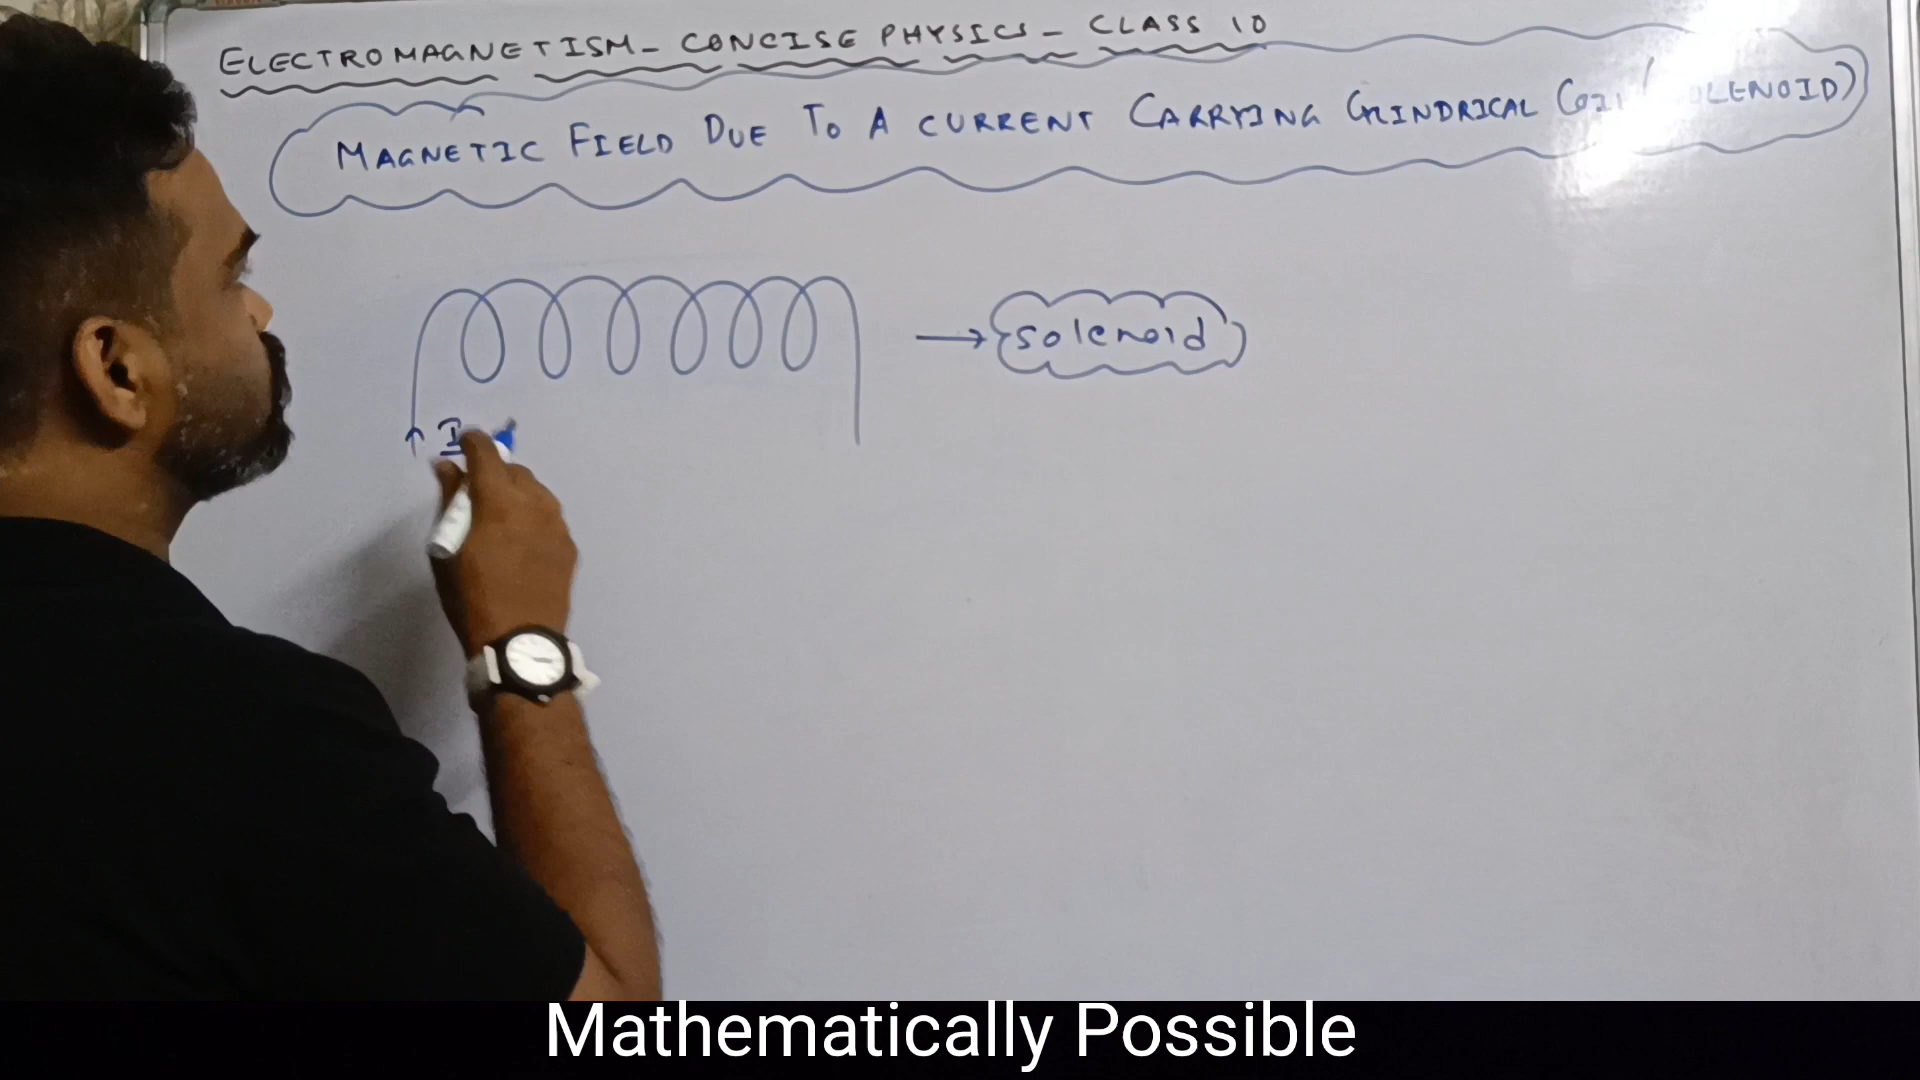 ELECTROMAGNETISM - CONCISE PHYSICS - CLASS 10
MAGNETIC FIELD DUE TO A CURRENT CARRYING CYLINDRICAL
→ solenoid
↑ I
Mathematically Possible